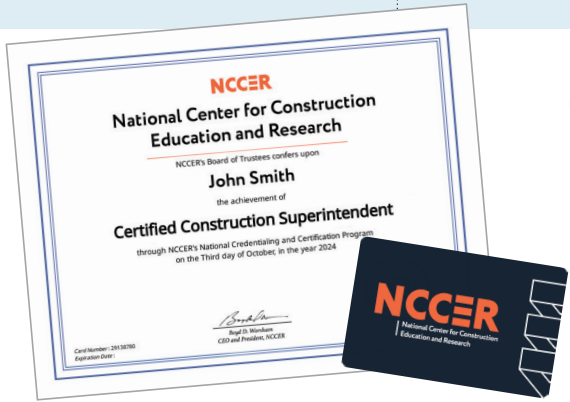 NCCER
National Center for Construction
Education and Research
NCCER's Board of Trustees confers upon
John Smith
the achievement of
Certified Construction Superintendent
through NCCER's National Credentialing and Certification Program
on the Third day of October, in the year 2024
Boyd D. Worsham
CEO and President, NCCER
Card Number: 29138780
Expiration Date:
NCCER
National Center for Construction
Education and Research